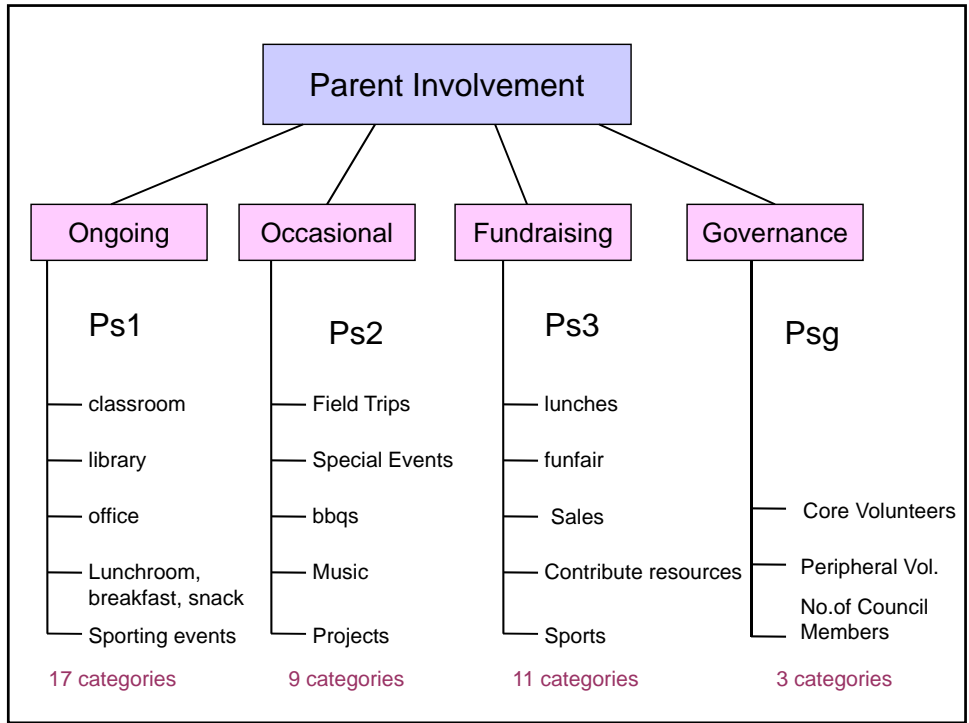 Parent Involvement
Ongoing
Occasional
Fundraising
Governance
Ps1
Ps2
Ps3
Psg
classroom
library
office
Lunchroom,
breakfast, snack
Sporting events
17 categories
Field Trips
Special Events
bbqs
Music
Projects
9 categories
lunches
funfair
Sales
Contribute resources
Sports
11 categories
Core Volunteers
Peripheral Vol.
No.of Council
Members
3 categories